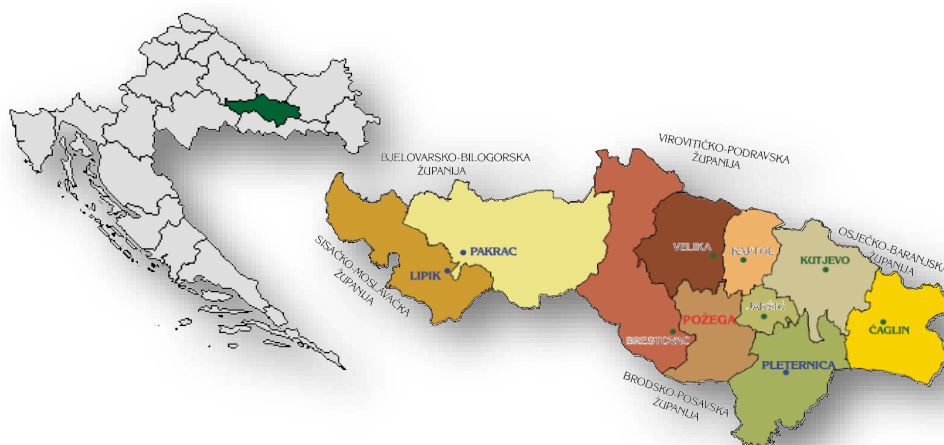 BJELOVARSKO-BILOGORSKA
ŽUPANIJA
VIROVITIČKO-PODRAVSKA
ŽUPANIJA
SISAČKO-MOSLAVAČKA
ŽUPANIJA
OSJEČKO-BARANJSKA
ŽUPANIJA
PAKRAC
LIPIK
VELIKA
KAPTOL
KUTJEVO
POŽEGA
JAKŠIĆ
BRESTOVAC
ČAGLIN
PLETERNICA
BRODSKO-POSAVSKA
ŽUPANIJA